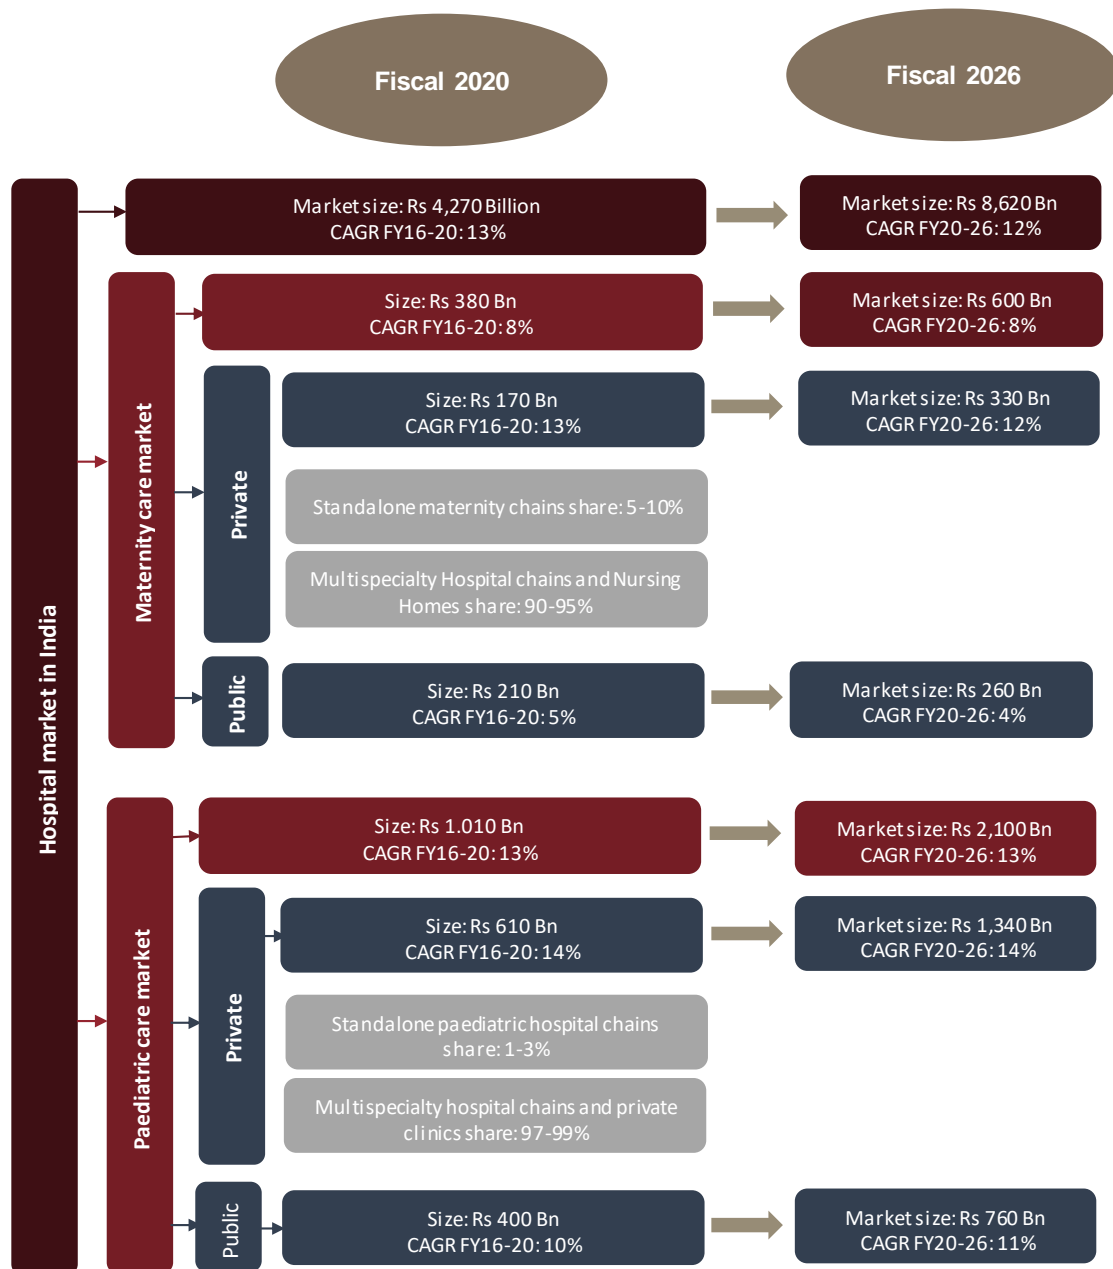 Fiscal 2020
Fiscal 2026
Hospital market in India
Market size: Rs 4,270 Billion
CAGR FY16-20: 13%
Market size: Rs 8,620 Bn
CAGR FY20-26: 12%
Maternity care market
Size: Rs 380 Bn
CAGR FY16-20: 8%
Market size: Rs 600 Bn
CAGR FY20-26: 8%
Private
Size: Rs 170 Bn
CAGR FY16-20: 13%
Market size: Rs 330 Bn
CAGR FY20-26: 12%
Standalone maternity chains share: 5-10%
Multispecialty Hospital chains and Nursing
Homes share: 90-95%
Public
Size: Rs 210 Bn
CAGR FY16-20: 5%
Market size: Rs 260 Bn
CAGR FY20-26: 4%
Paediatric care market
Size: Rs 1.010 Bn
CAGR FY16-20: 13%
Market size: Rs 2,100 Bn
CAGR FY20-26: 13%
Private
Size: Rs 610 Bn
CAGR FY16-20: 14%
Market size: Rs 1,340 Bn
CAGR FY20-26: 14%
Standalone paediatric hospital chains
share: 1-3%
Multispecialty hospital chains and private
clinics share: 97-99%
Public
Size: Rs 400 Bn
CAGR FY16-20: 10%
Market size: Rs 760 Bn
CAGR FY20-26: 11%